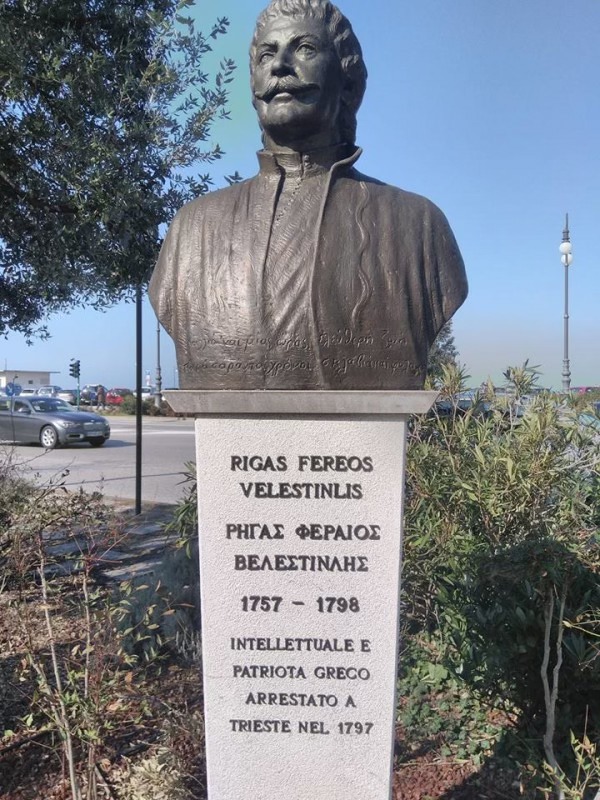 RIGAS FEREOS
VELESTINLIS
ΡΗΓΑΣ ΦΕΡΑΙΟΣ
ΒΕΛΕΣΤΙΝΛΗΣ
1757 – 1798
INTELLETTUALE E
PATRIOTA GRECO
ARRESTATO A
TRIESTE NEL 1797